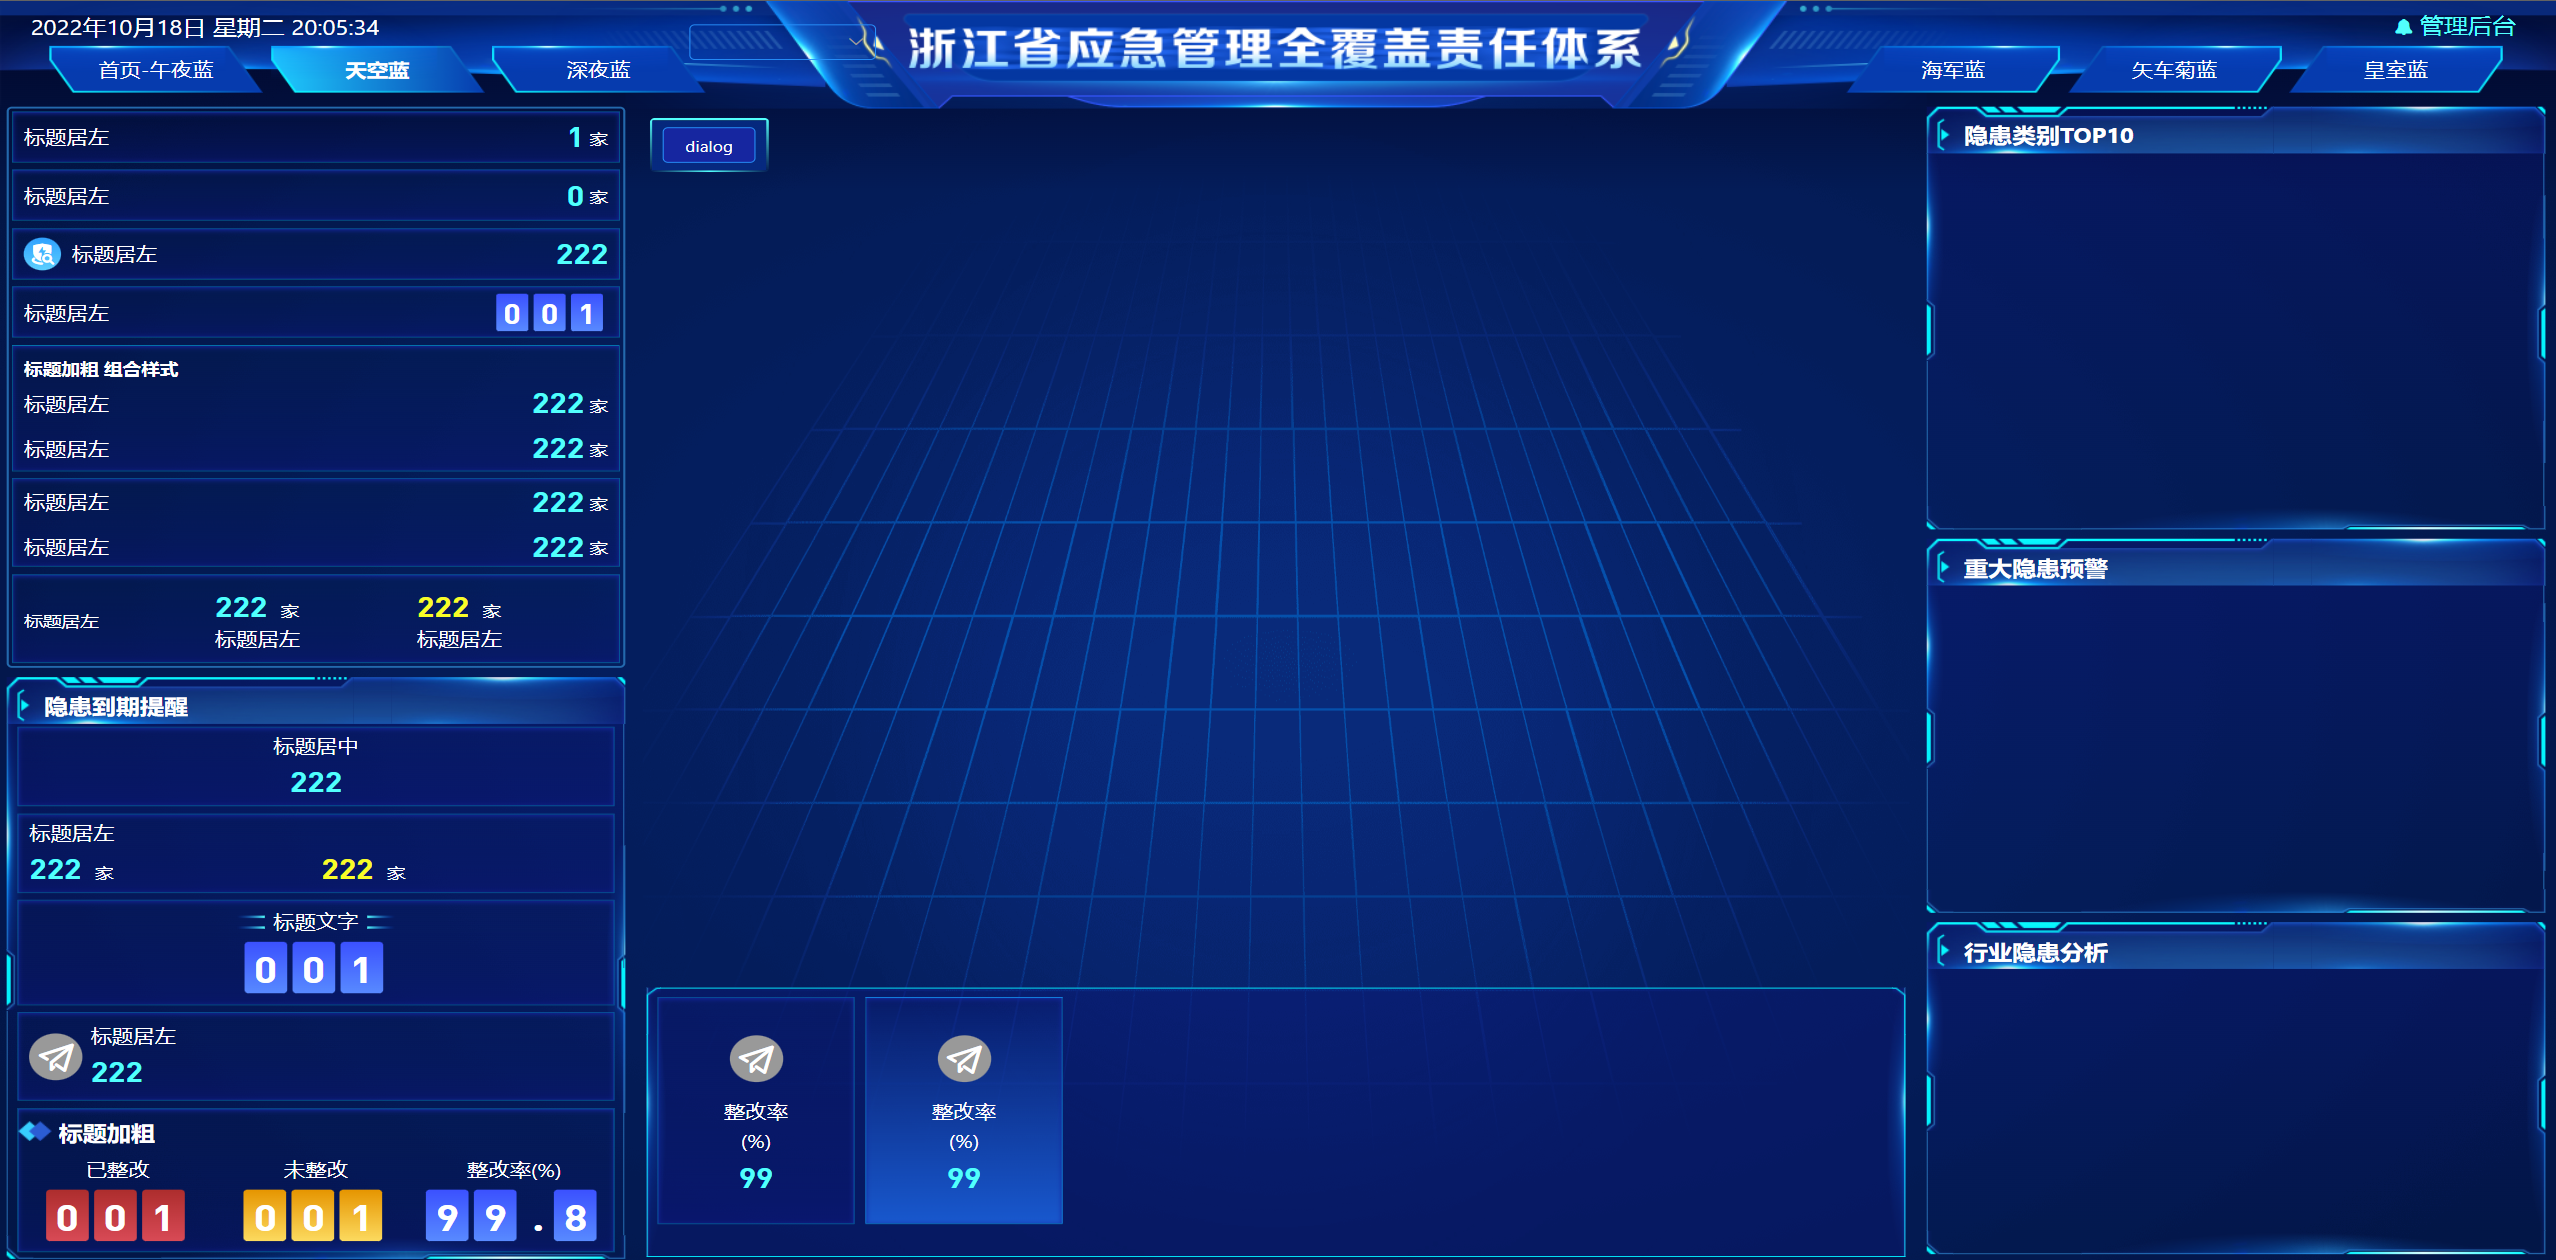 2022年10月18日 星期二 20:05:34
浙江省应急管理全覆盖责任体系
管理后台
首页-午夜蓝
天空蓝
深夜蓝
海军蓝
矢车菊蓝
皇室蓝
标题居左 1 家
标题居左 0 家
标题居左 222
标题居左 0 0 1
标题加粗 组合样式
标题居左 222 家
标题居左 222 家
标题居左 222 家
标题居左 222 家
标题居左
222 家 222 家
标题居左 标题居左
隐患到期提醒
标题居中
222
标题居左
222 家 222 家
标题文字
0 0 1
标题居左
222
标题加粗
已整改 未整改 整改率(%)
0 0 1 0 0 1 9 9 . 8
dialog
整改率
(%)
99
整改率
(%)
99
隐患类别TOP10
重大隐患预警
行业隐患分析